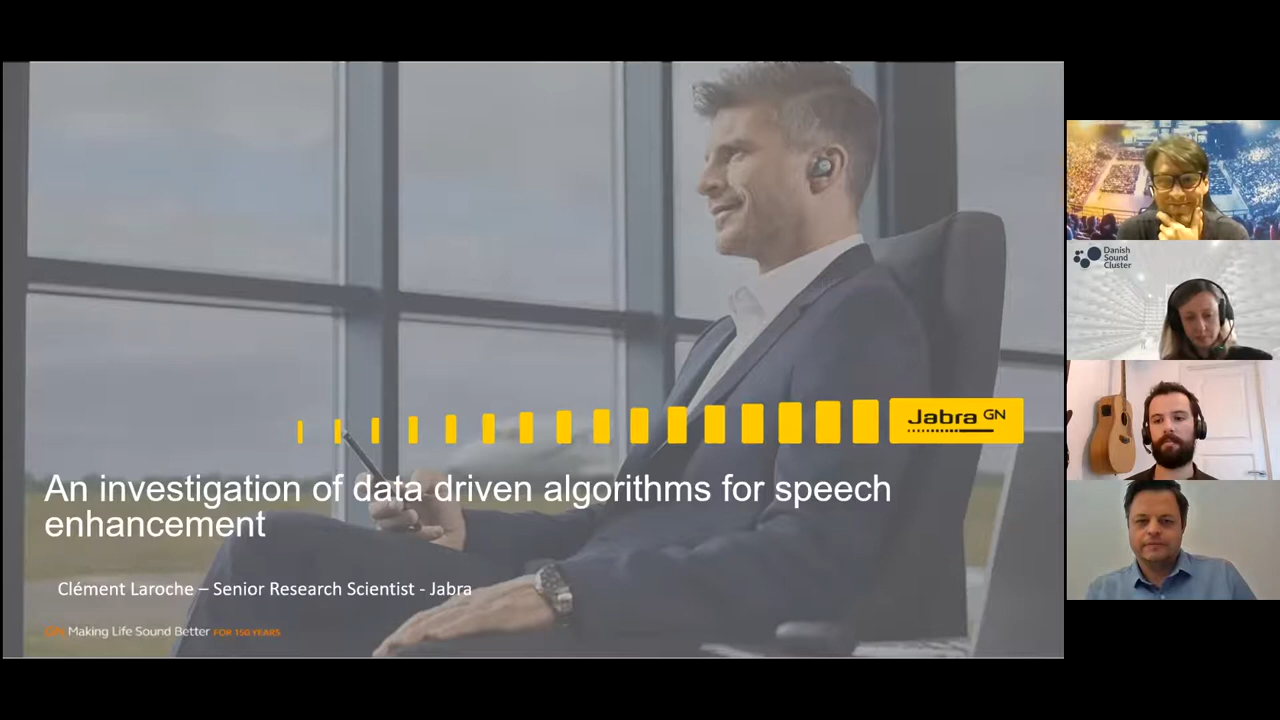 Jabra GN
An investigation of data driven algorithms for speech
enhancement
Clément Laroche – Senior Research Scientist - Jabra
GN Making Life Sound Better FOR 150 YEARS
Danish
Sound
Cluster